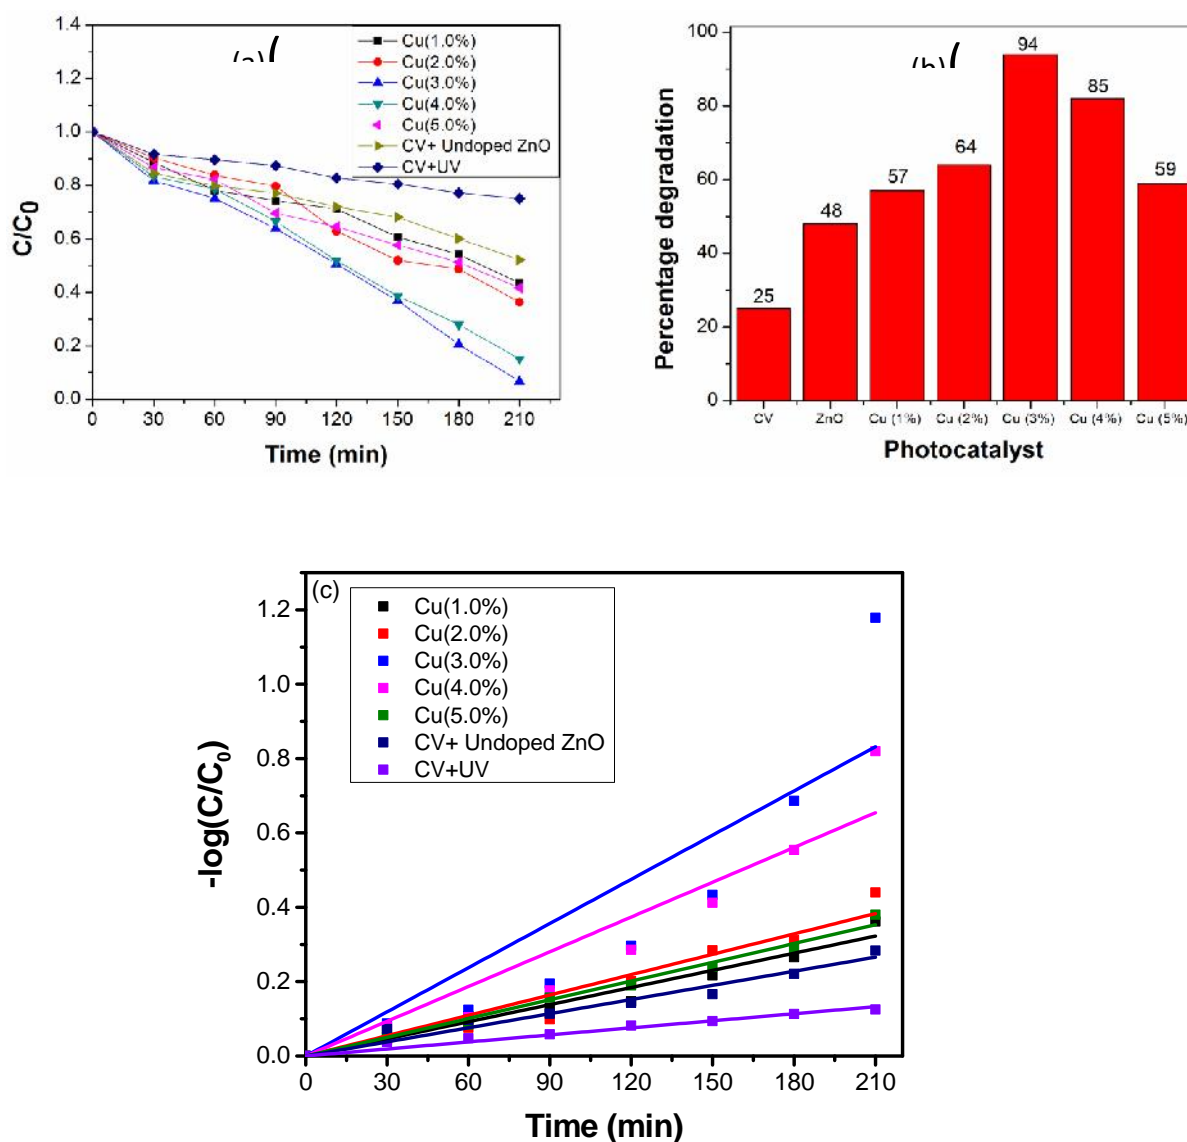 1.4
1.2
1.0
0.8
0.6
0.4
0.2
0.0
C/C0
0 30 60 90 120 150 180 210
Time (min)
Cu(1.0%)
Cu(2.0%)
Cu(3.0%)
Cu(4.0%)
Cu(5.0%)
CV+ Undoped ZnO
CV+UV
100
80
60
40
20
0
Percentage degradation
25
48
57
64
94
85
59
CV ZnO Cu (1%) Cu (2%) Cu (3%) Cu (4%) Cu (5%)
Photocatalyst
(c)
Cu(1.0%)
Cu(2.0%)
Cu(3.0%)
Cu(4.0%)
Cu(5.0%)
CV+ Undoped ZnO
CV+UV
1.2
1.0
0.8
0.6
0.4
0.2
0.0
-log(C/C0)
0 30 60 90 120 150 180 210
Time (min)